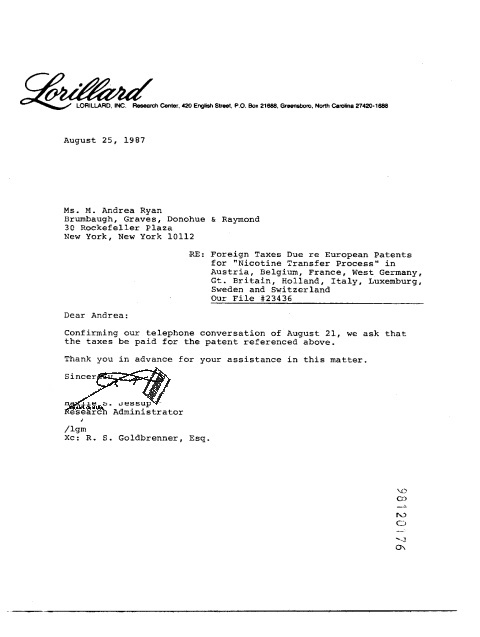 Lorillard
LORILLARD, INC. Research Center, 420 English Street, P.O. Box 21688, Greensboro, North Carolina 27420-1688
August 25, 1987
Ms. M. Andrea Ryan
Brumbaugh, Graves, Donohue & Raymond
30 Rockefeller Plaza
New York, New York 10112
RE: Foreign Taxes Due re European Patents
for "Nicotine Transfer Process" in
Austria, Belgium, France, West Germany,
Gt. Britain, Holland, Italy, Luxemburg,
Sweden and Switzerland
Our File #23436
Dear Andrea:
Confirming our telephone conversation of August 21, we ask that
the taxes be paid for the patent referenced above.
Thank you in advance for your assistance in this matter.
S. Jessup
Research Administrator
/lgm
Xc: R. S. Goldbrenner, Esq.
98120176